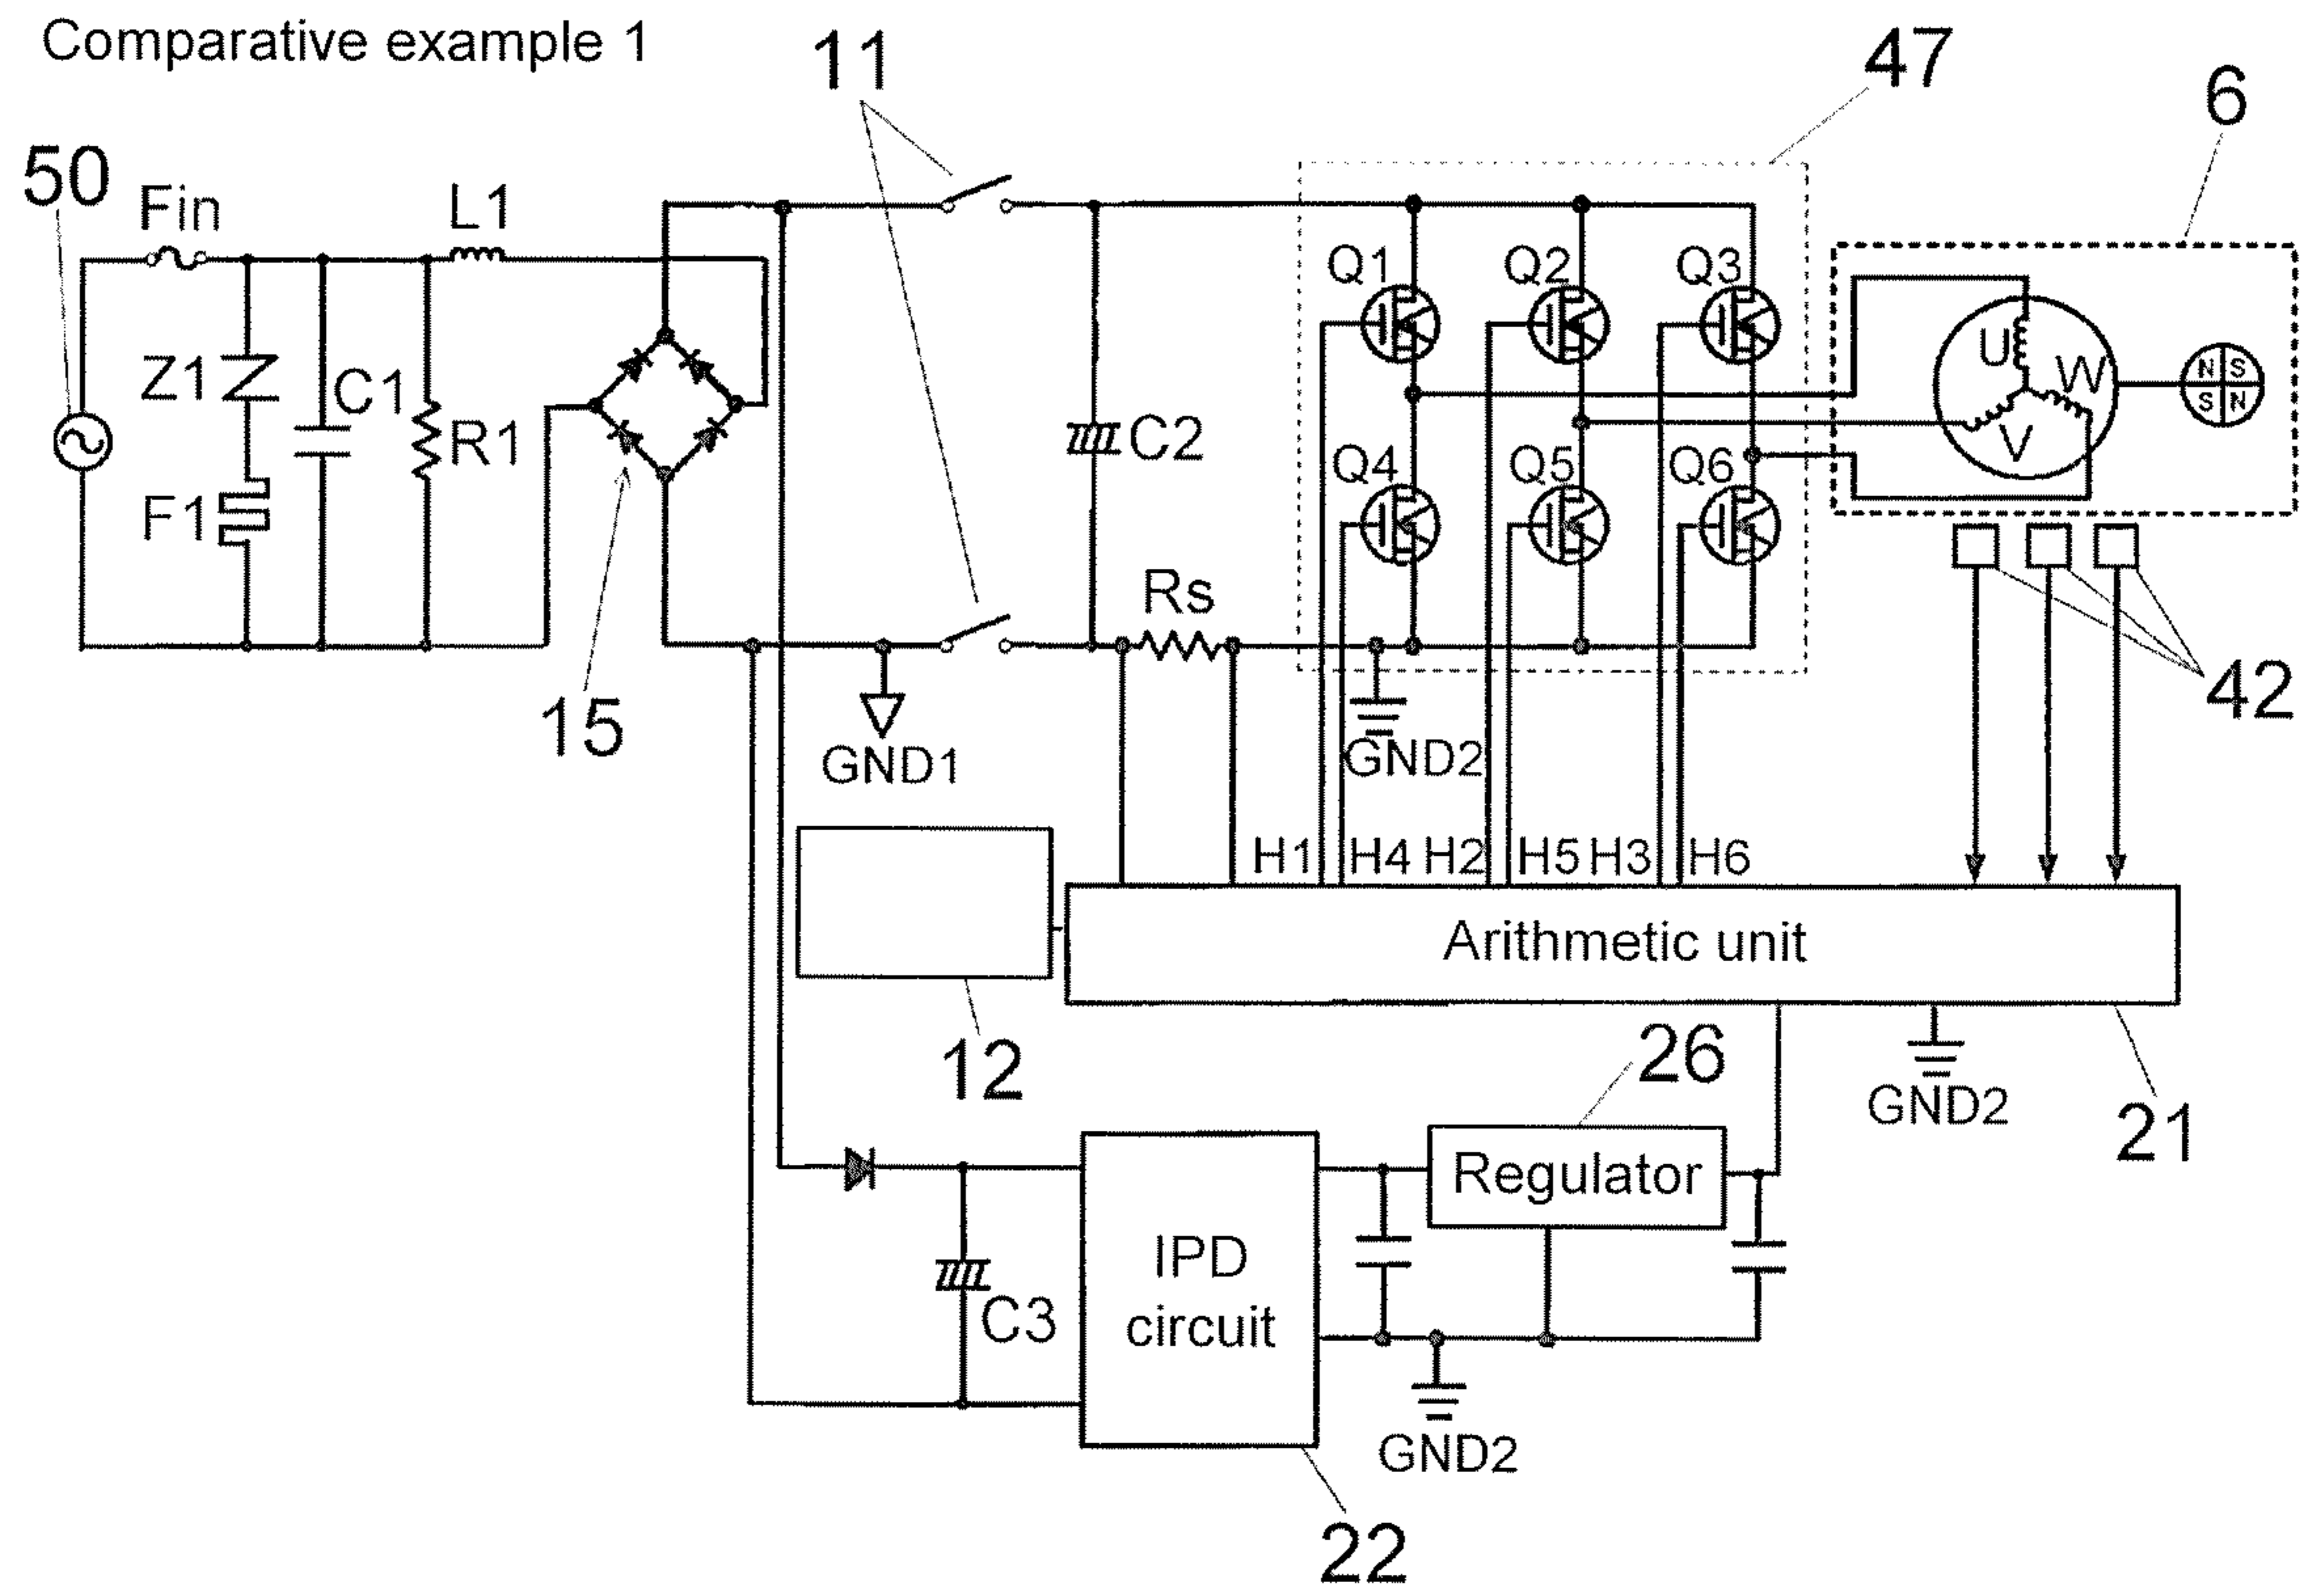 Comparative example 1
11
47
6
50
Fin
L1
Q1
Q2
Q3
Z1
C1
R1
U
W
V
N
S
S
N
C2
Q4
Q5
Q6
F1
Rs
15
GND1
GND2
42
H1
H4
H2
H5
H3
H6
Arithmetic unit
12
26
GND2
21
Regulator
IPD
circuit
C3
GND2
22